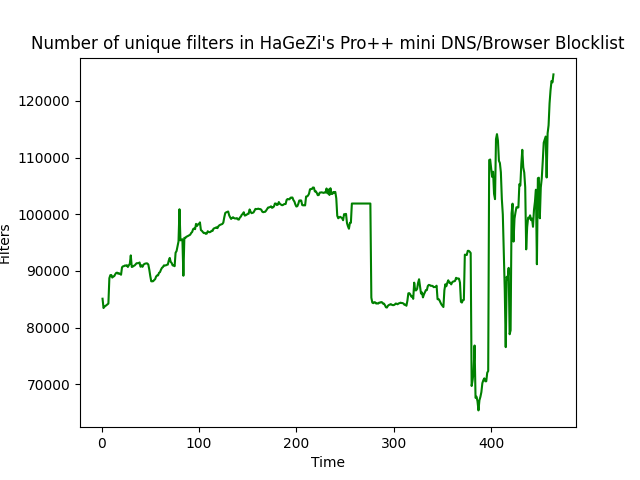 Number of unique filters in HaGeZi's Pro++ mini DNS/Browser Blocklist
120000
110000
100000
90000
80000
70000
Filters
0 100 200 300 400
Time